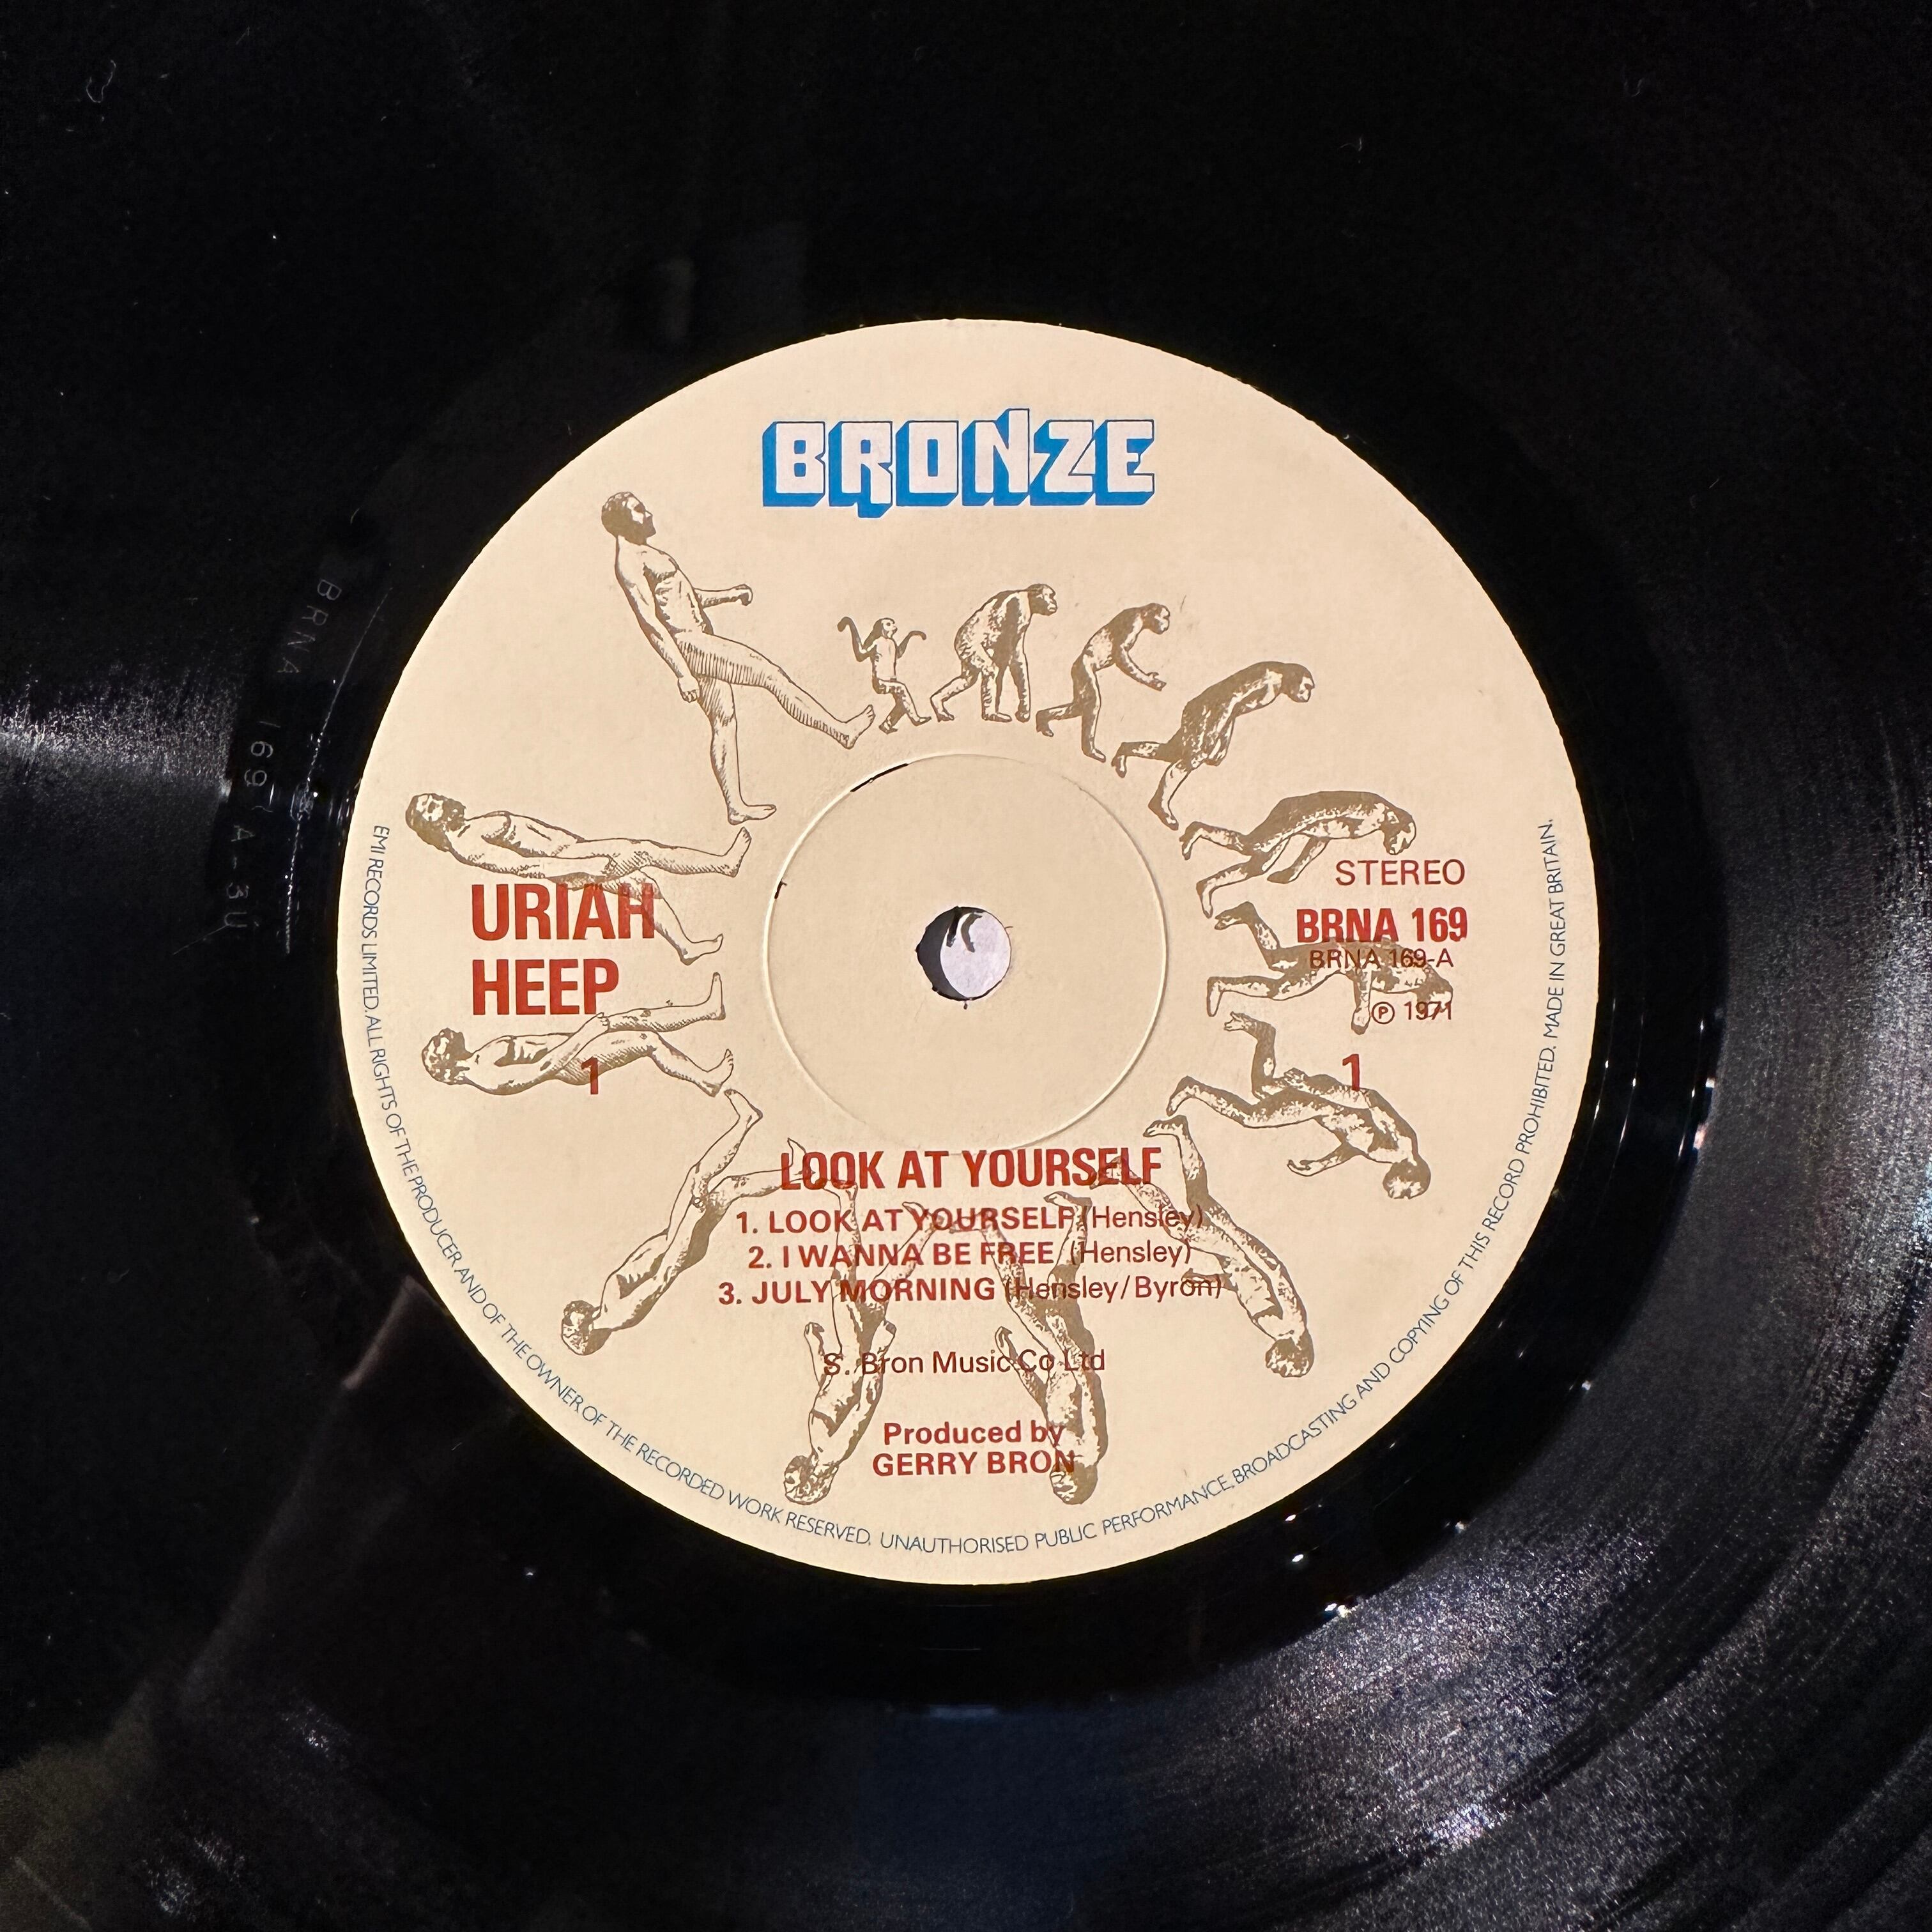 BRONZE
URIAH
HEEP
1
STEREO
BRNA 169
BRNA 169-A
℗ 1971
1
LOOK AT YOURSELF
1. LOOK AT YOURSELF (Hensley)
2. I WANNA BE FREE (Hensley)
3. JULY MORNING (Hensley/Byron)
S. Bron Music Co Ltd
Produced by
GERRY BRON
EMI RECORDS LIMITED. ALL RIGHTS OF THE PRODUCER AND OF THE OWNER OF THE RECORDED WORK RESERVED. UNAUTHORISED PUBLIC PERFORMANCE, BROADCASTING AND COPYING OF THIS RECORD PROHIBITED. MADE IN GREAT BRITAIN.
BRNA 169 A-3U